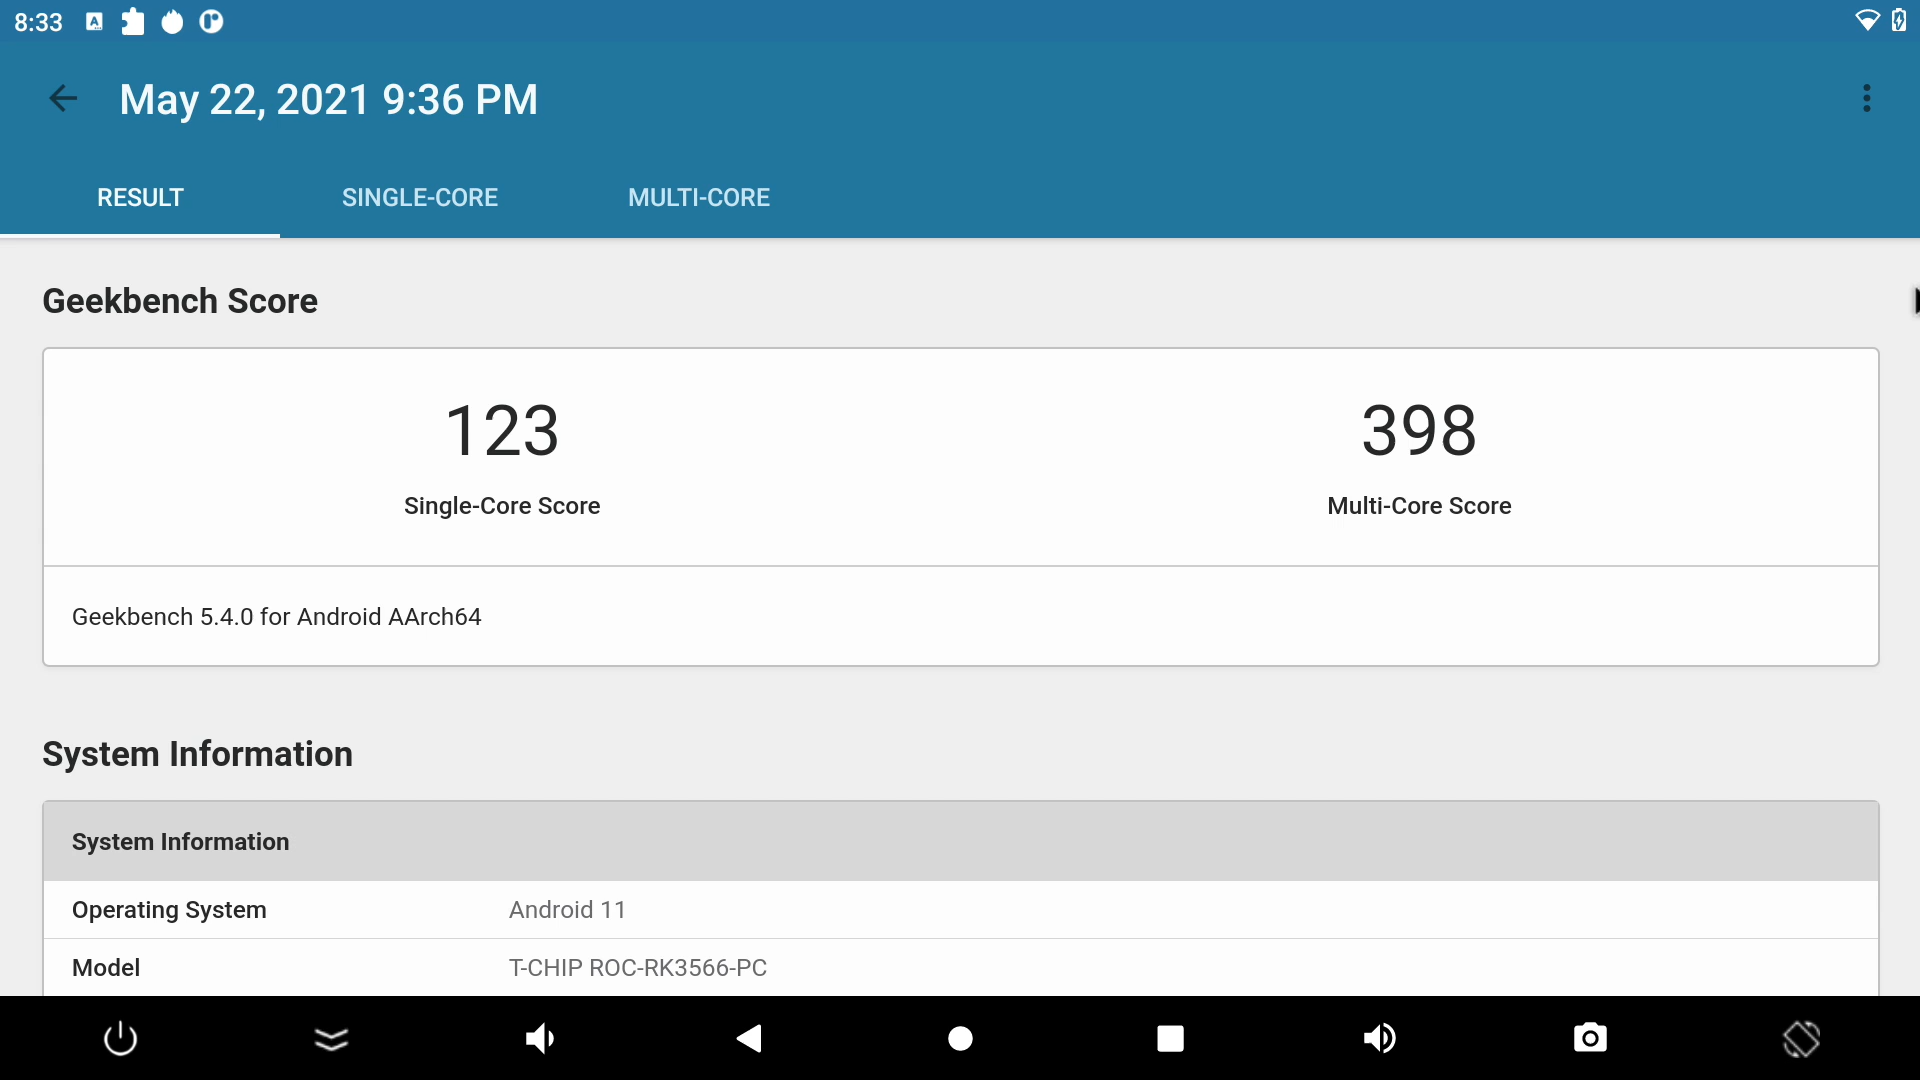 8:33
May 22, 2021 9:36 PM
RESULT
SINGLE-CORE
MULTI-CORE
Geekbench Score
123
398
Single-Core Score
Multi-Core Score
Geekbench 5.4.0 for Android AArch64
System Information
System Information
Operating System Android 11
Model T-CHIP ROC-RK3566-PC